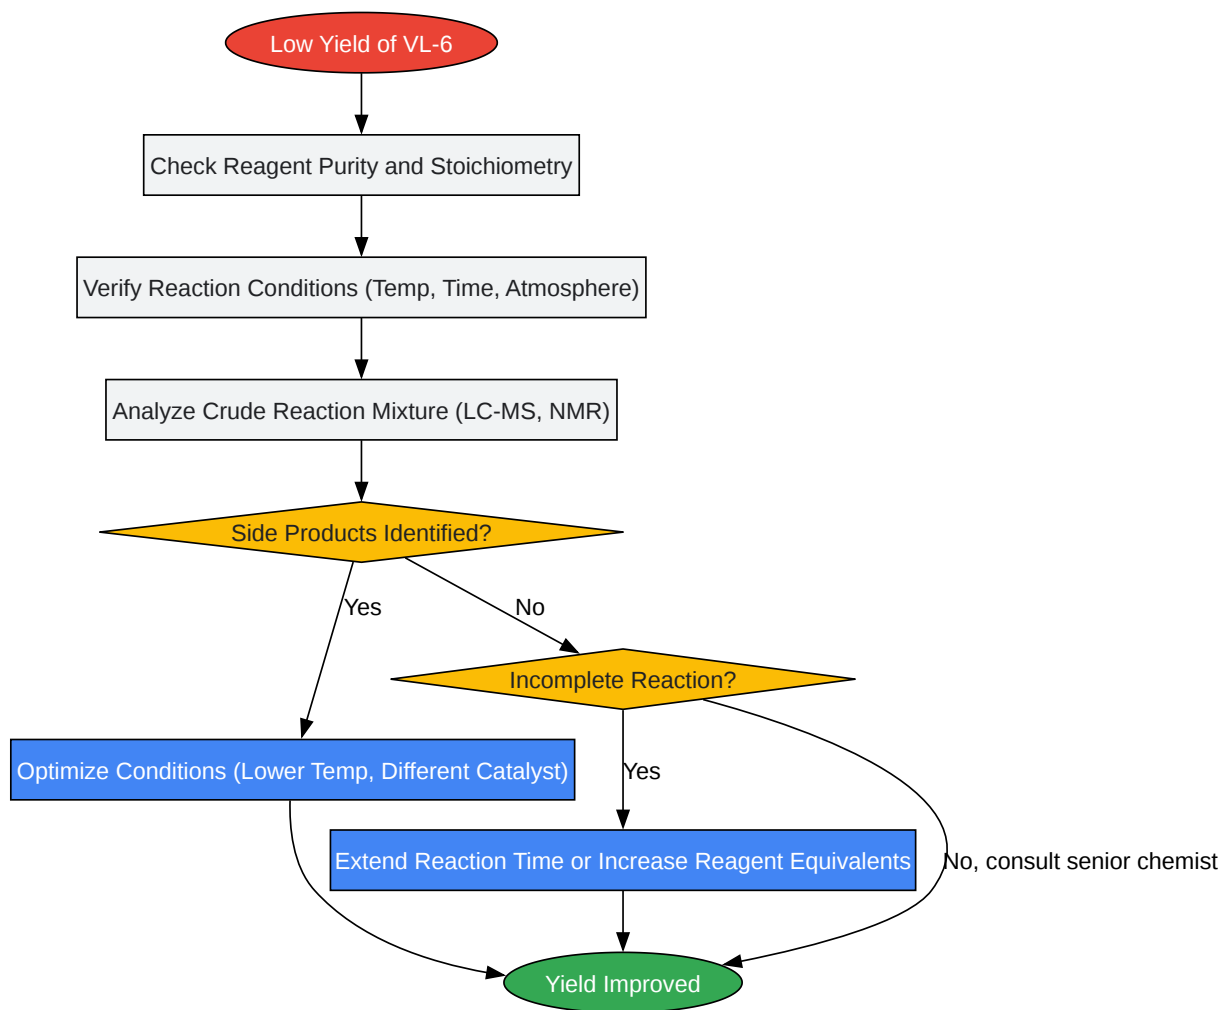 Low Yield of VL-6
Check Reagent Purity and Stoichiometry
Verify Reaction Conditions (Temp, Time, Atmosphere)
Analyze Crude Reaction Mixture (LC-MS, NMR)
Side Products Identified?
Yes
No
Incomplete Reaction?
Optimize Conditions (Lower Temp, Different Catalyst)
Yes
Extend Reaction Time or Increase Reagent Equivalents
No, consult senior chemist
Yield Improved